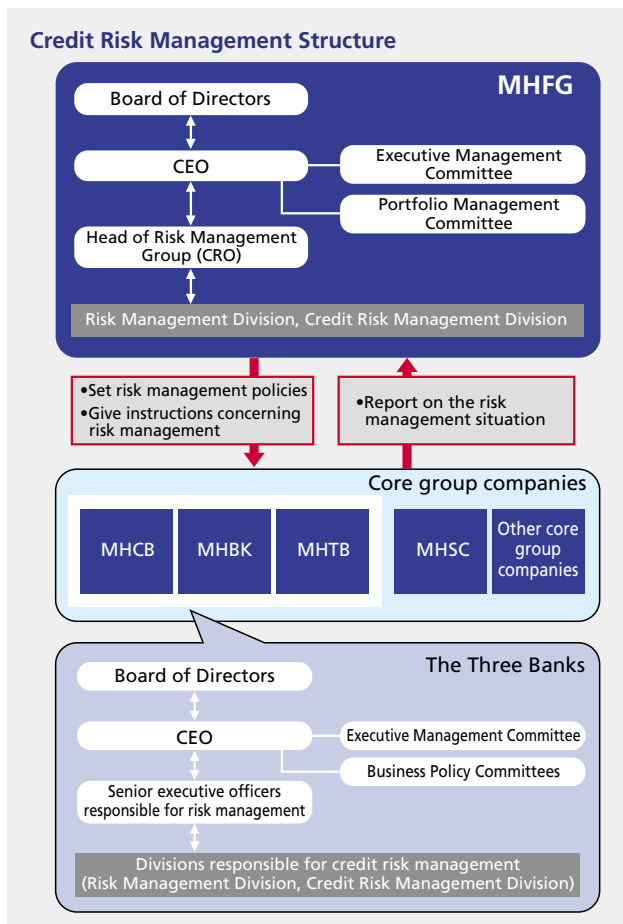 Credit Risk Management Structure
MHFG
Board of Directors
CEO
Executive Management
Committee
Portfolio Management
Committee
Head of Risk Management
Group (CRO)
Risk Management Division, Credit Risk Management Division
•Set risk management policies
•Give instructions concerning
risk management
•Report on the risk
management situation
Core group companies
MHCB
MHBK
MHTB
MHSC
Other core
group
companies
The Three Banks
Board of Directors
CEO
Executive Management Committee
Business Policy Committees
Senior executive officers
responsible for risk management
Divisions responsible for credit risk management
(Risk Management Division, Credit Risk Management Division)